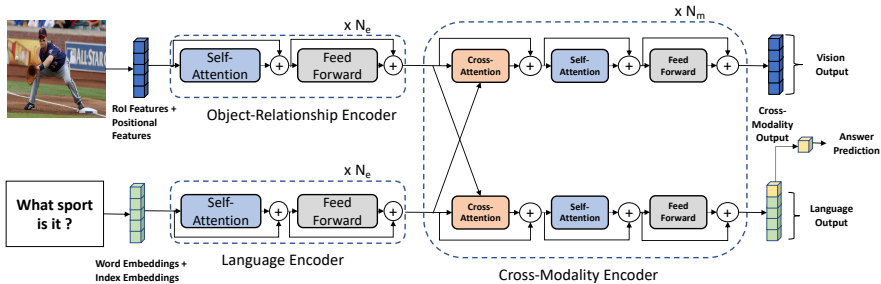 x Nₑ
x Nₘ
ALL-STAR
Self-
Attention
+
Feed
Forward
+
Cross-
Attention
+
Self-
Attention
+
Feed
Forward
+
Vision
Output
RoI Features +
Positional
Features
Object-Relationship Encoder
Cross-
Modality
Output
Answer
Prediction
x Nₑ
What sport
is it ?
Self-
Attention
+
Feed
Forward
+
Cross-
Attention
+
Self-
Attention
+
Feed
Forward
+
Language
Output
Word Embeddings +
Index Embeddings
Language Encoder
Cross-Modality Encoder